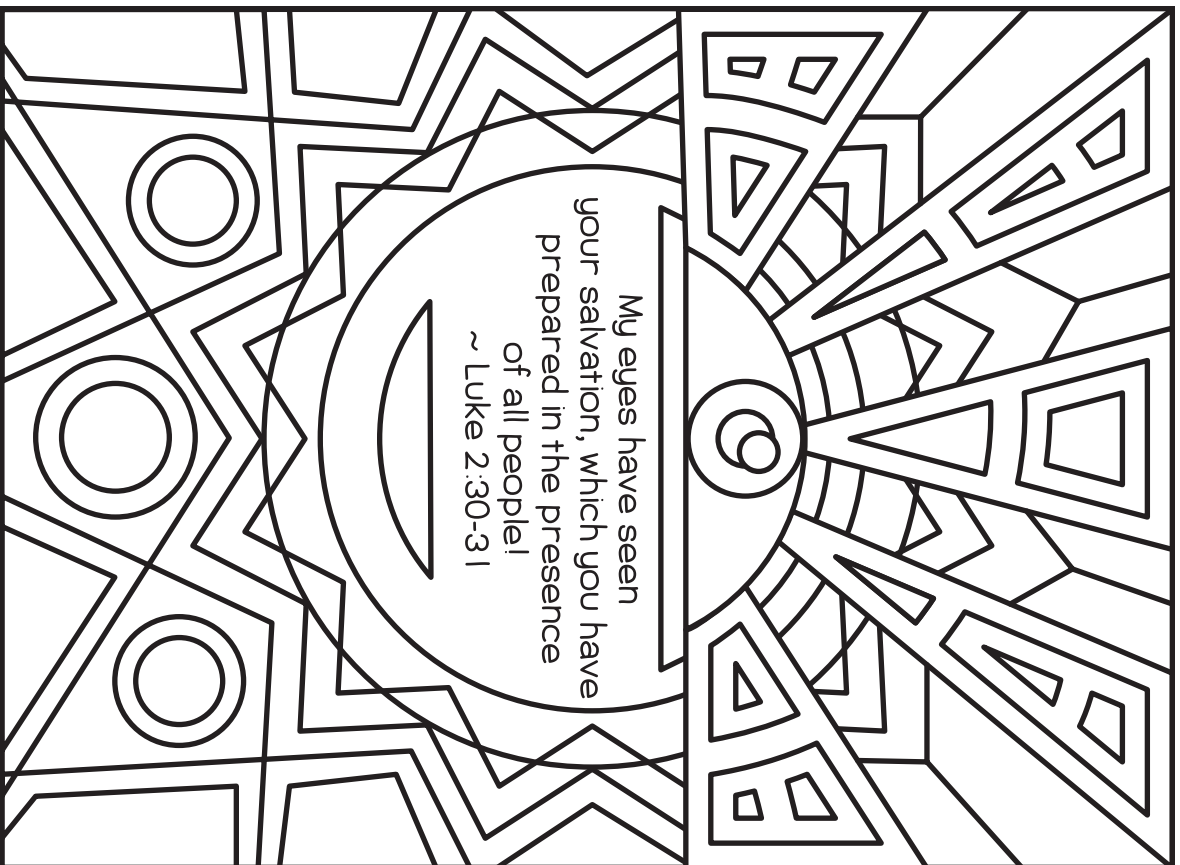 My eyes have seen
your salvation, which you have
prepared in the presence
of all people!
~ Luke 2:30-31